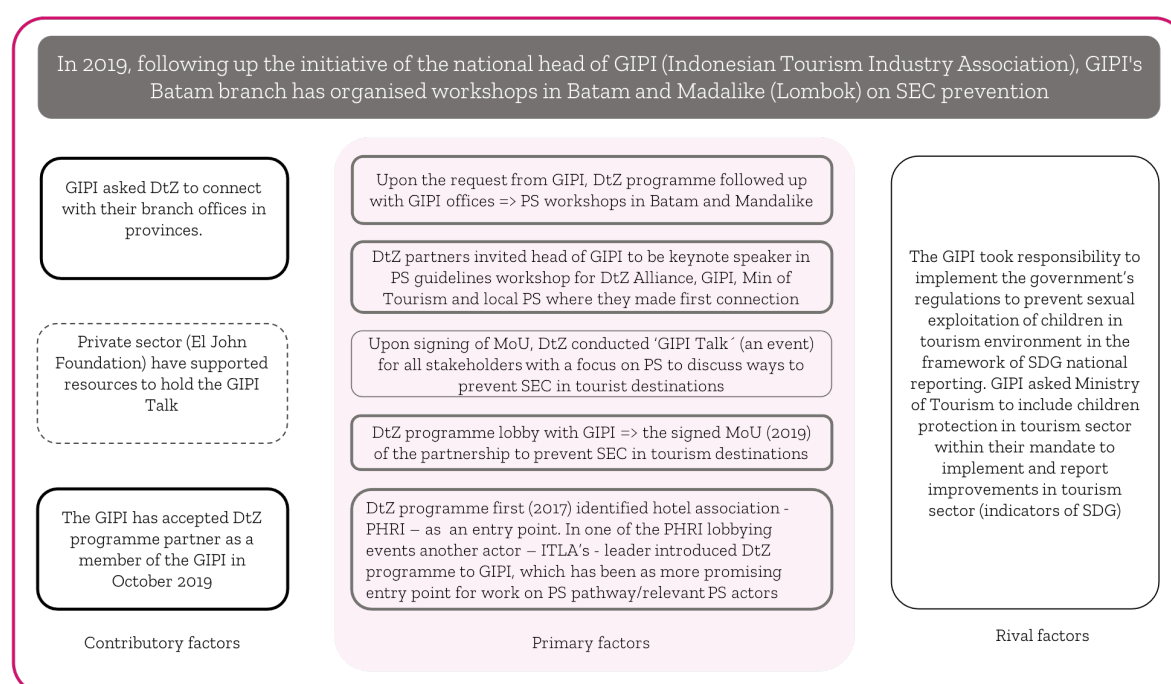 In 2019, following up the initiative of the national head of GIPI (Indonesian Tourism Industry Association), GIPI's
Batam branch has organised workshops in Batam and Madalike (Lombok) on SEC prevention
GIPI asked DtZ to connect
with their branch offices in
provinces.
Private sector (El John
Foundation) have supported
resources to hold the GIPI
Talk
The GIPI has accepted DtZ
programme partner as a
member of the GIPI in
October 2019
Contributory factors
Upon the request from GIPI, DtZ programme followed up
with GIPI offices => PS workshops in Batam and Mandalike
DtZ partners invited head of GIPI to be keynote speaker in
PS guidelines workshop for DtZ Alliance, GIPI, Min of
Tourism and local PS where they made first connection
Upon signing of MoU, DtZ conducted ‘GIPI Talk´ (an event)
for all stakeholders with a focus on PS to discuss ways to
prevent SEC in tourist destinations
DtZ programme lobby with GIPI => the signed MoU (2019)
of the partnership to prevent SEC in tourism destinations
DtZ programme first (2017) identified hotel association -
PHRI – as an entry point. In one of the PHRI lobbying
events another actor – ITLA’s - leader introduced DtZ
programme to GIPI, which has been as more promising
entry point for work on PS pathway/relevant PS actors
Primary factors
The GIPI took responsibility to
implement the government’s
regulations to prevent sexual
exploitation of children in
tourism environment in the
framework of SDG national
reporting. GIPI asked Ministry
of Tourism to include children
protection in tourism sector
within their mandate to
implement and report
improvements in tourism
sector (indicators of SDG)
Rival factors